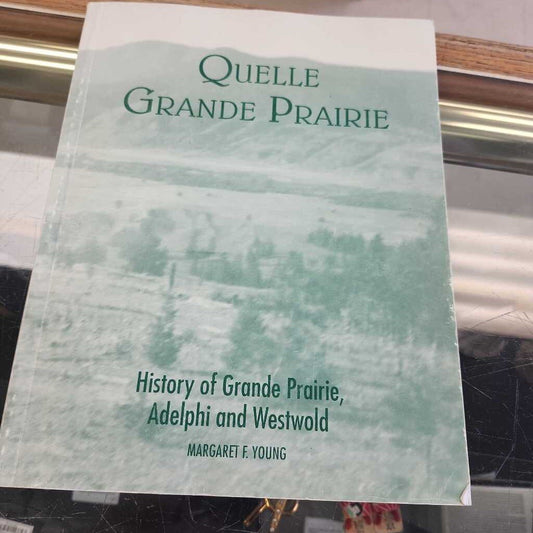 QUELLE
GRANDE PRAIRIE
History of Grande Prairie,
Adelphi and Westwold
MARGARET F. YOUNG